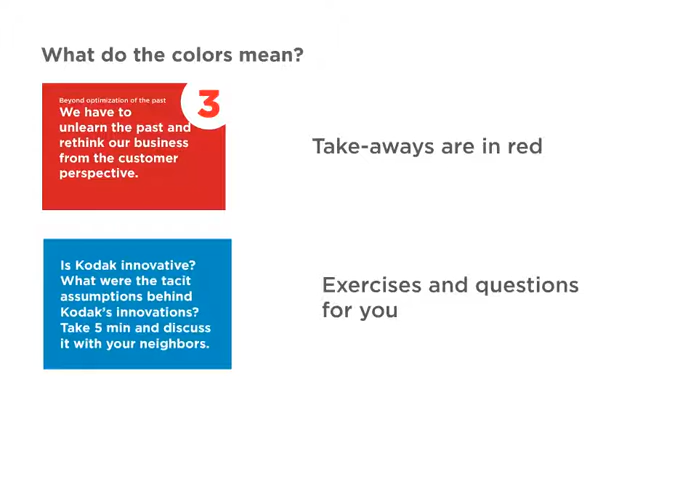 What do the colors mean?
Beyond optimization of the past
3
We have to
unlearn the past and
rethink our business
from the customer
perspective.
Take-aways are in red
Is Kodak innovative?
What were the tacit
assumptions behind
Kodak's innovations?
Take 5 min and discuss
it with your neighbors.
Exercises and questions
for you